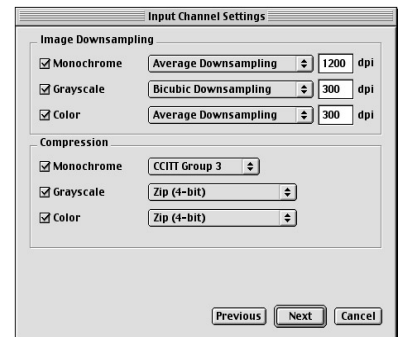 Input Channel Settings
Image Downsampling
Monochrome Average Downsampling 1200 dpi
Grayscale Bicubic Downsampling 300 dpi
Color Average Downsampling 300 dpi
Compression
Monochrome CCITT Group 3
Grayscale Zip (4-bit)
Color Zip (4-bit)
Previous Next Cancel